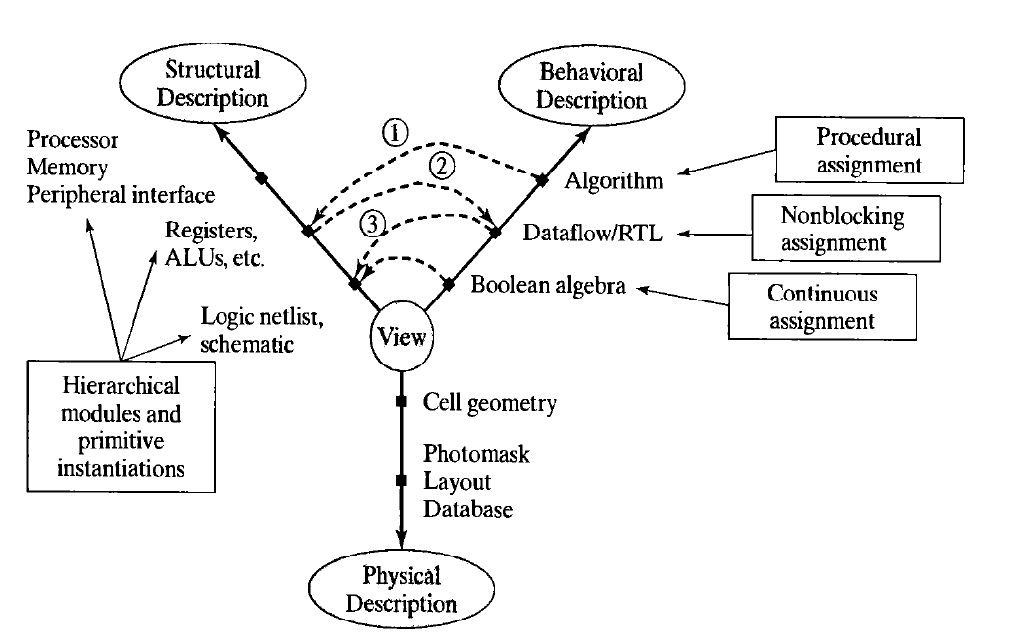 Structural
Description
Behavioral
Description
Processor
Memory
Peripheral interface
Registers,
ALUs, etc.
Logic netlist,
schematic
Hierarchical
modules and
primitive
instantiations
1
2
3
Algorithm
Dataflow/RTL
Boolean algebra
Procedural
assignment
Nonblocking
assignment
Continuous
assignment
View
Cell geometry
Photomask
Layout
Database
Physical
Description